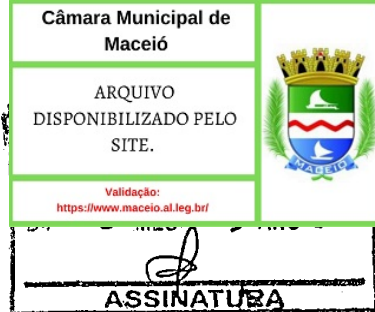 Câmara Municipal de
Maceió
ARQUIVO
DISPONIBILIZADO PELO
SITE.
Validação:
https://www.maceio.al.leg.br/
MACEIÓ
ASSINATURA